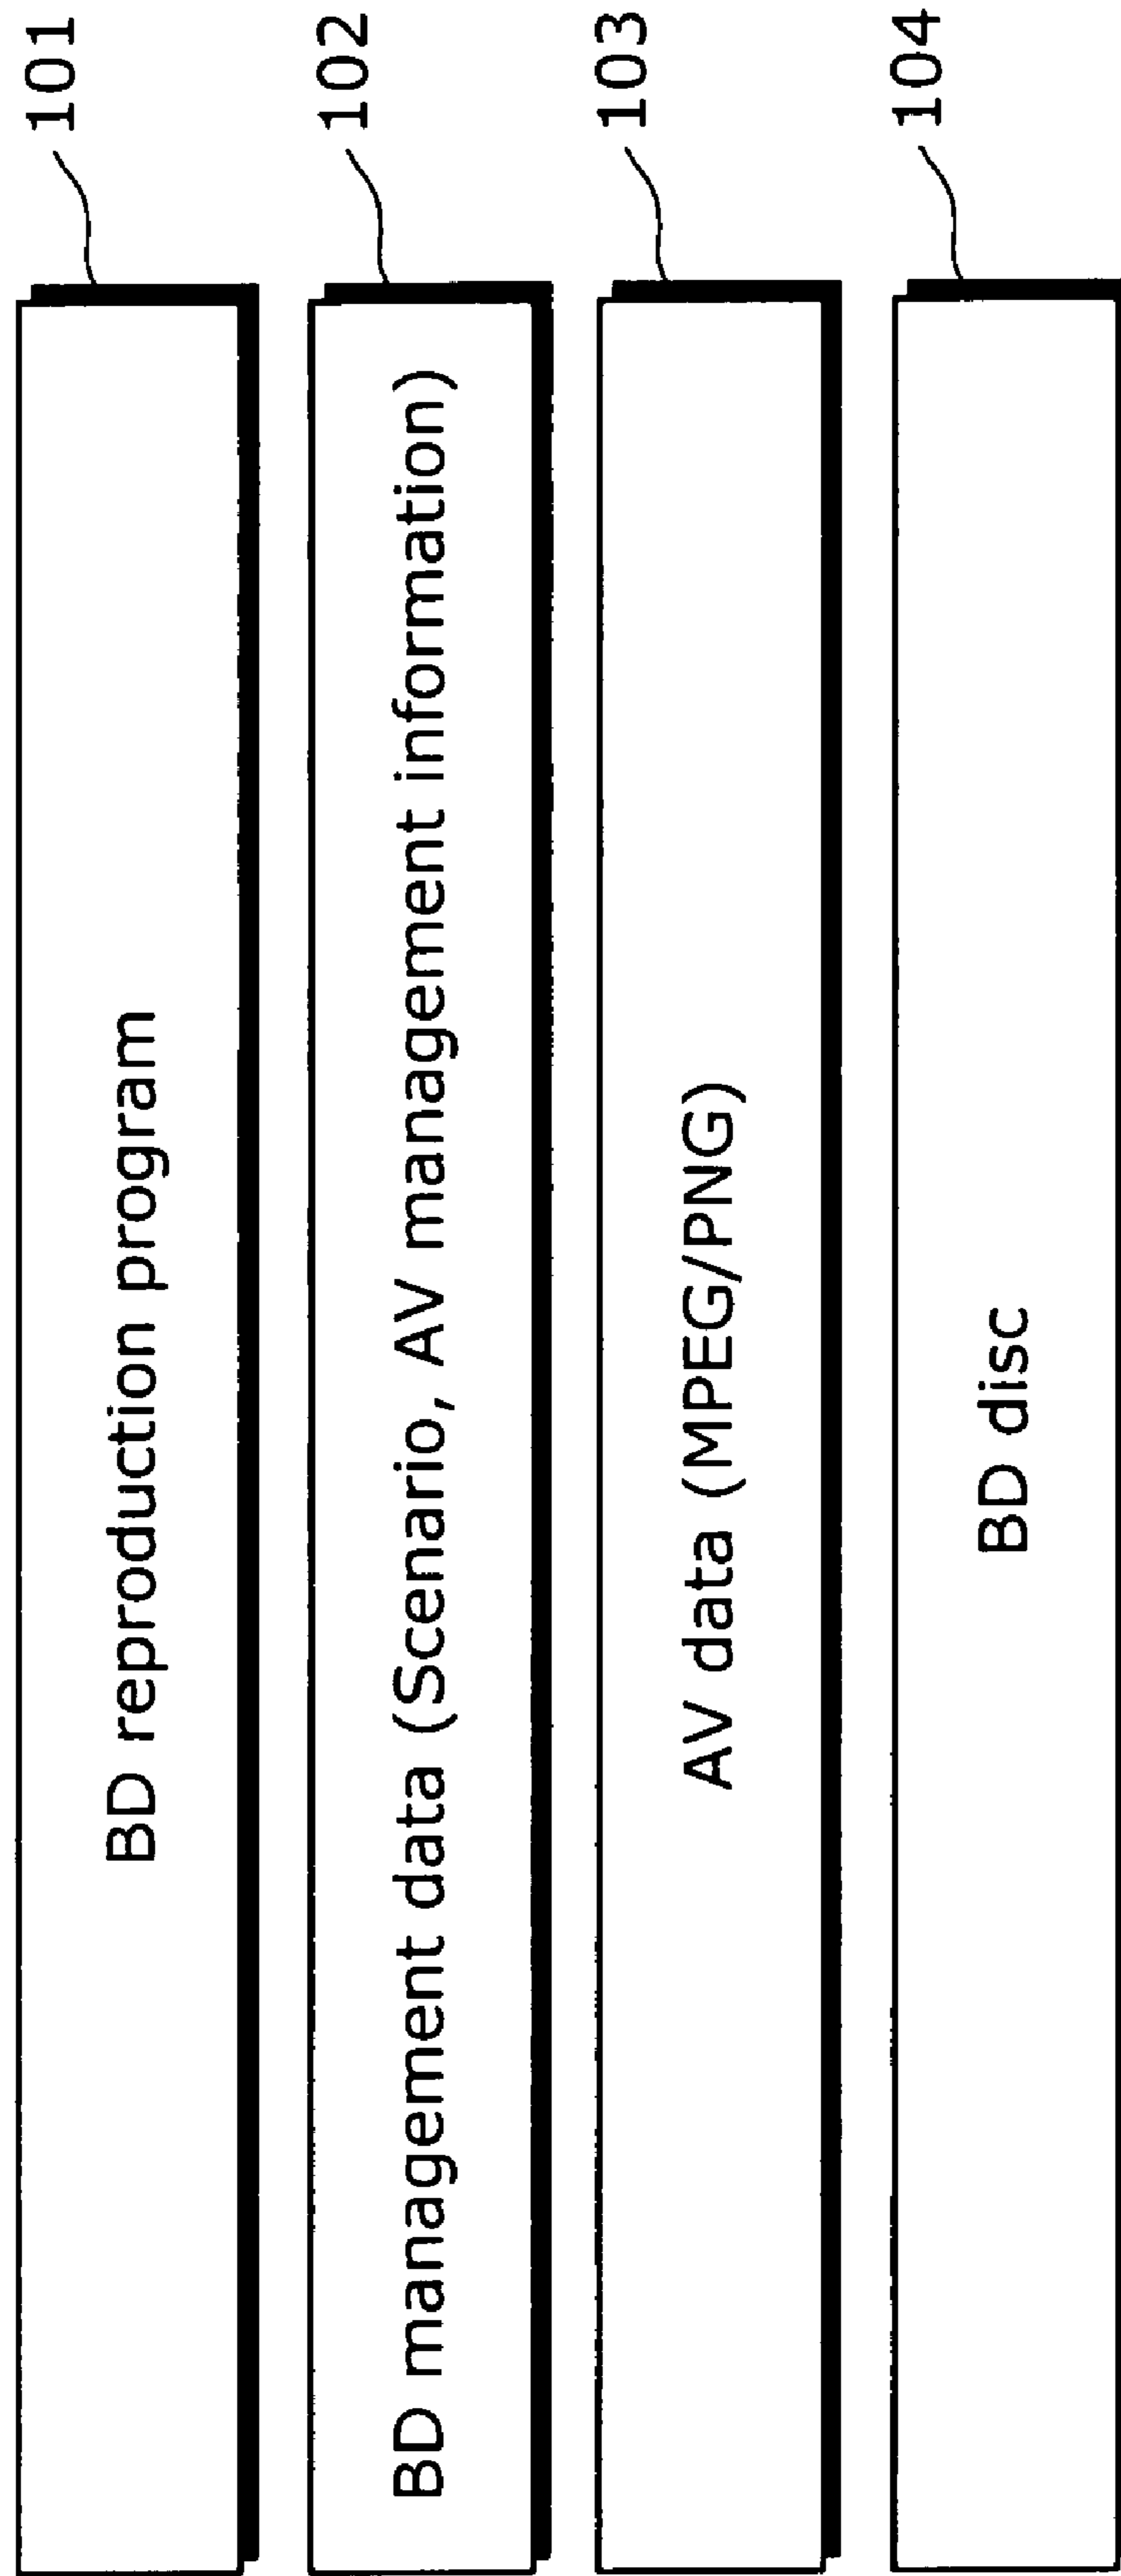 BD reproduction program
101
BD management data (Scenario, AV management information)
102
AV data (MPEG/PNG)
103
BD disc
104